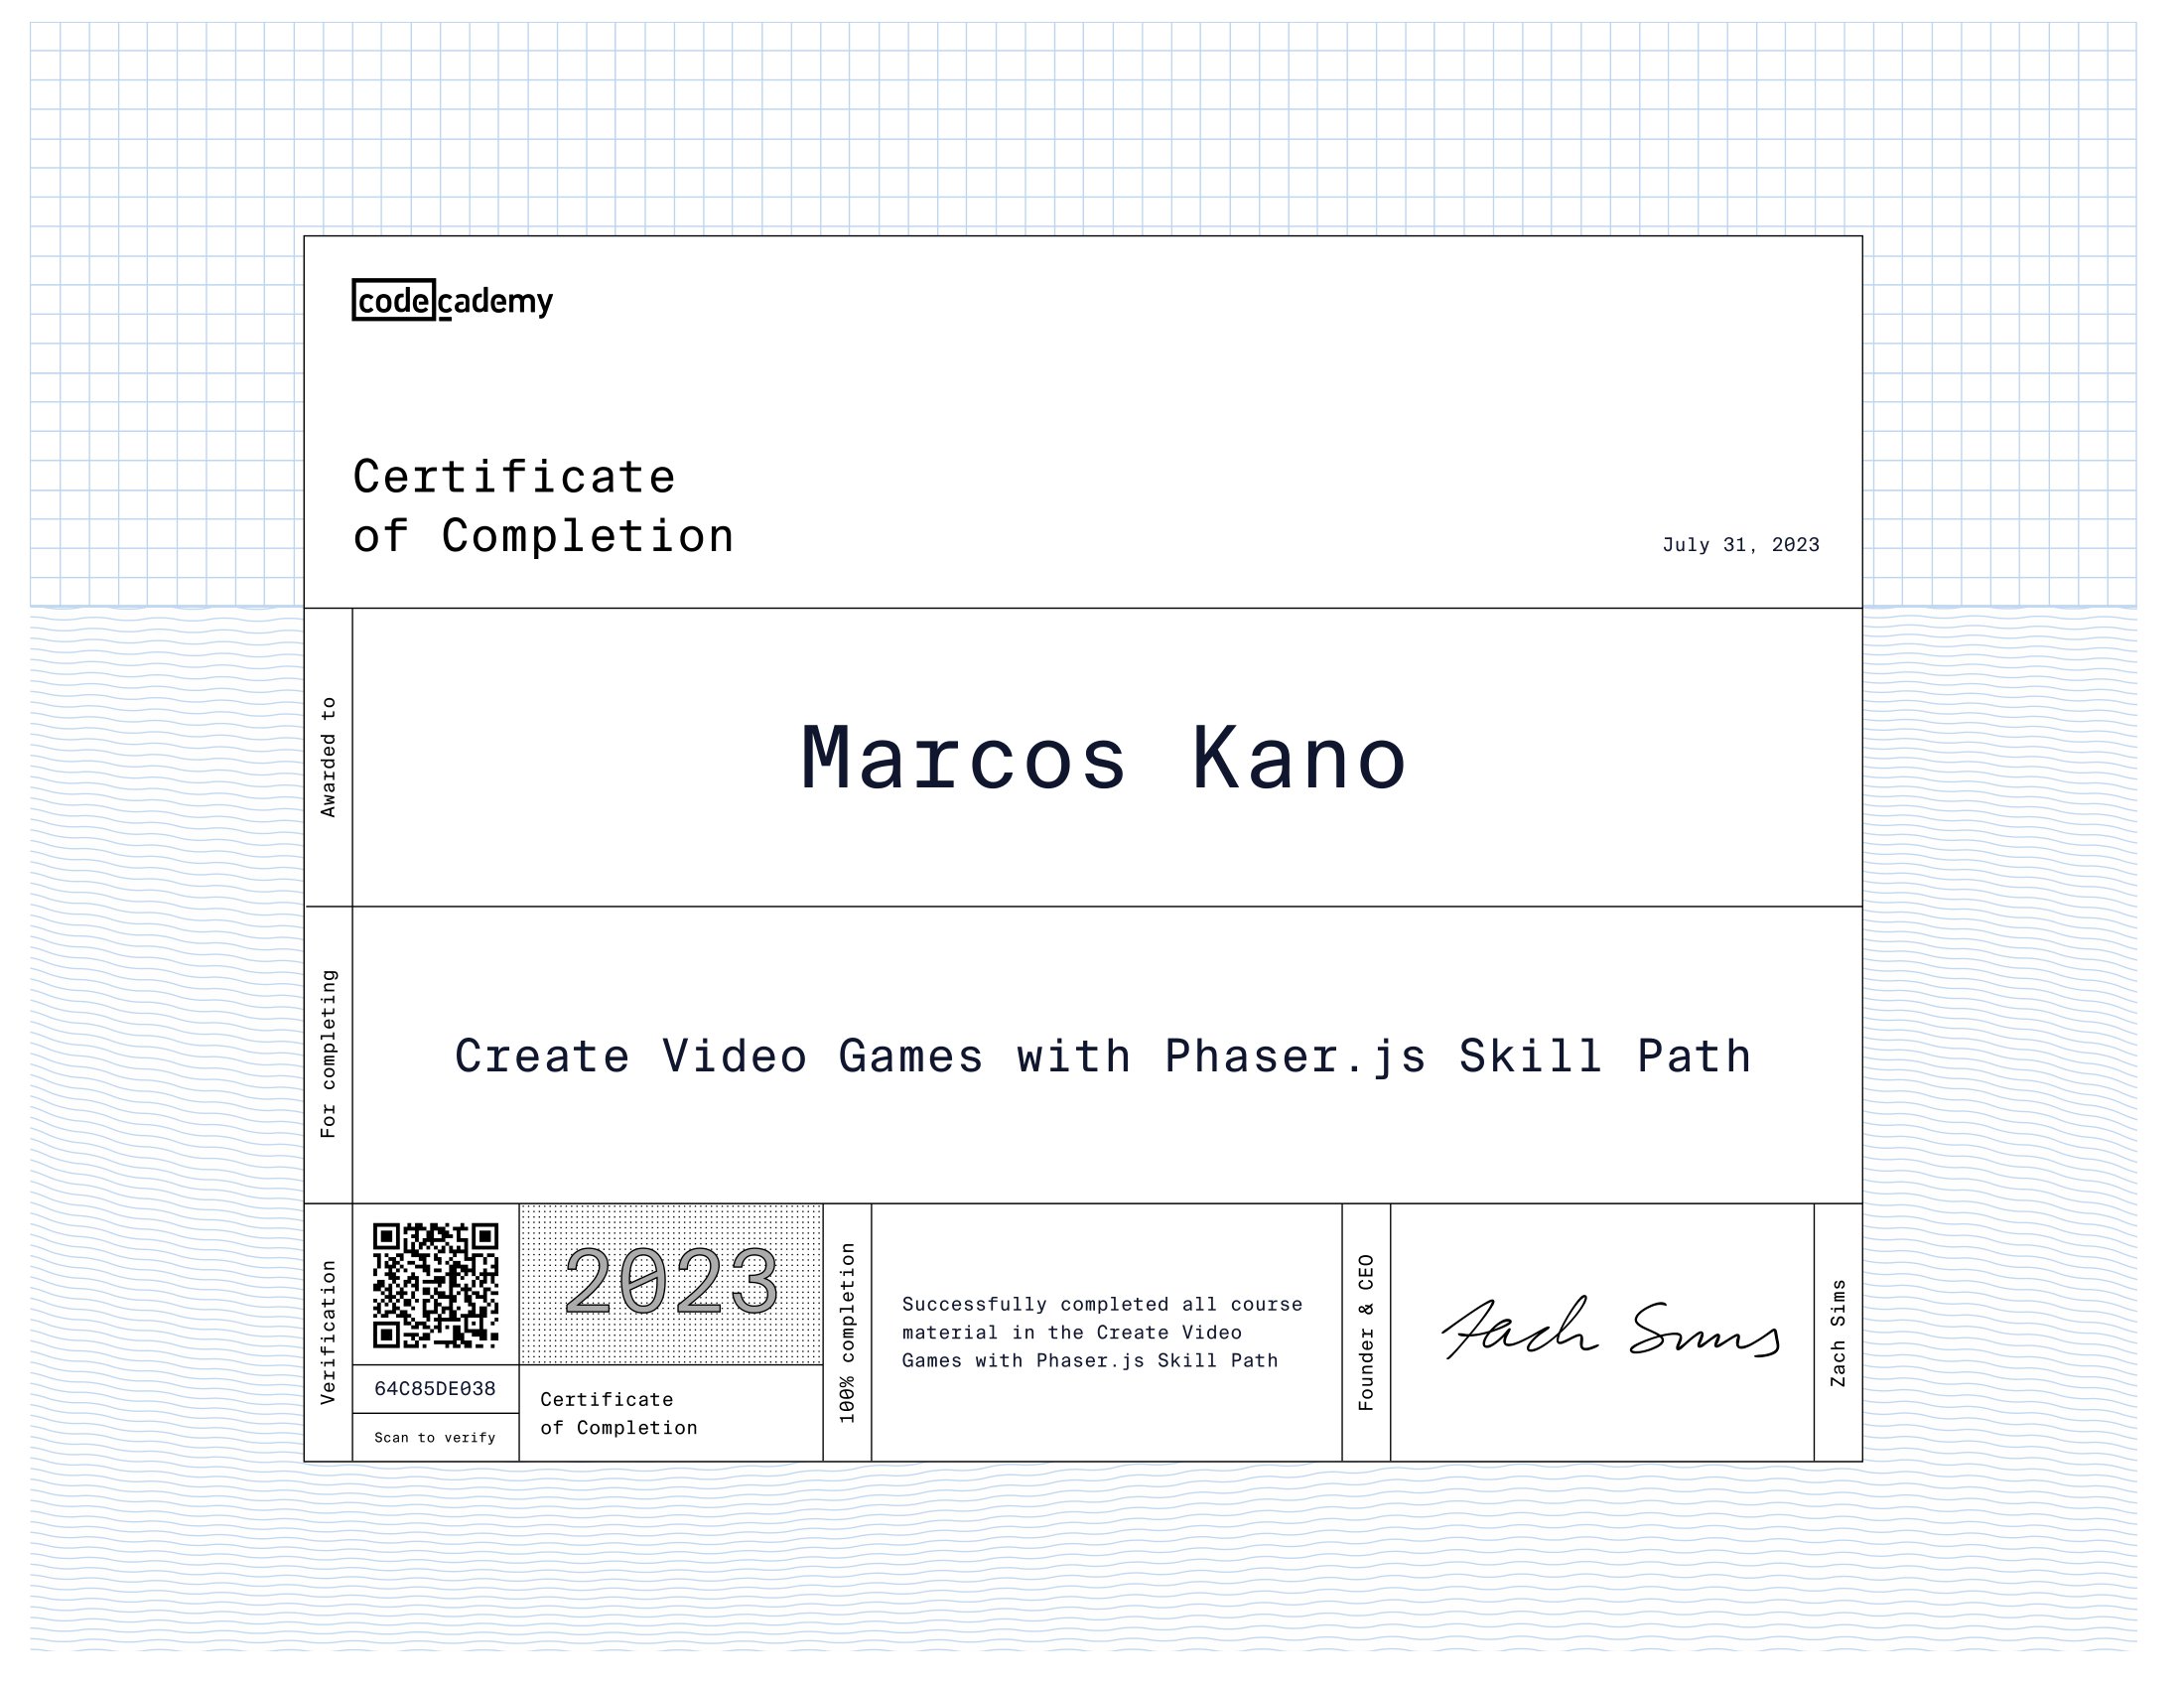 codecademy
Certificate
of Completion
July 31, 2023
Awarded to
Marcos Kano
For completing
Create Video Games with Phaser.js Skill Path
Verification
64C85DE038
Scan to verify
2023
Certificate
of Completion
100% completion
Successfully completed all course
material in the Create Video
Games with Phaser.js Skill Path
Founder & CEO
Zach Sims
Zach Sims